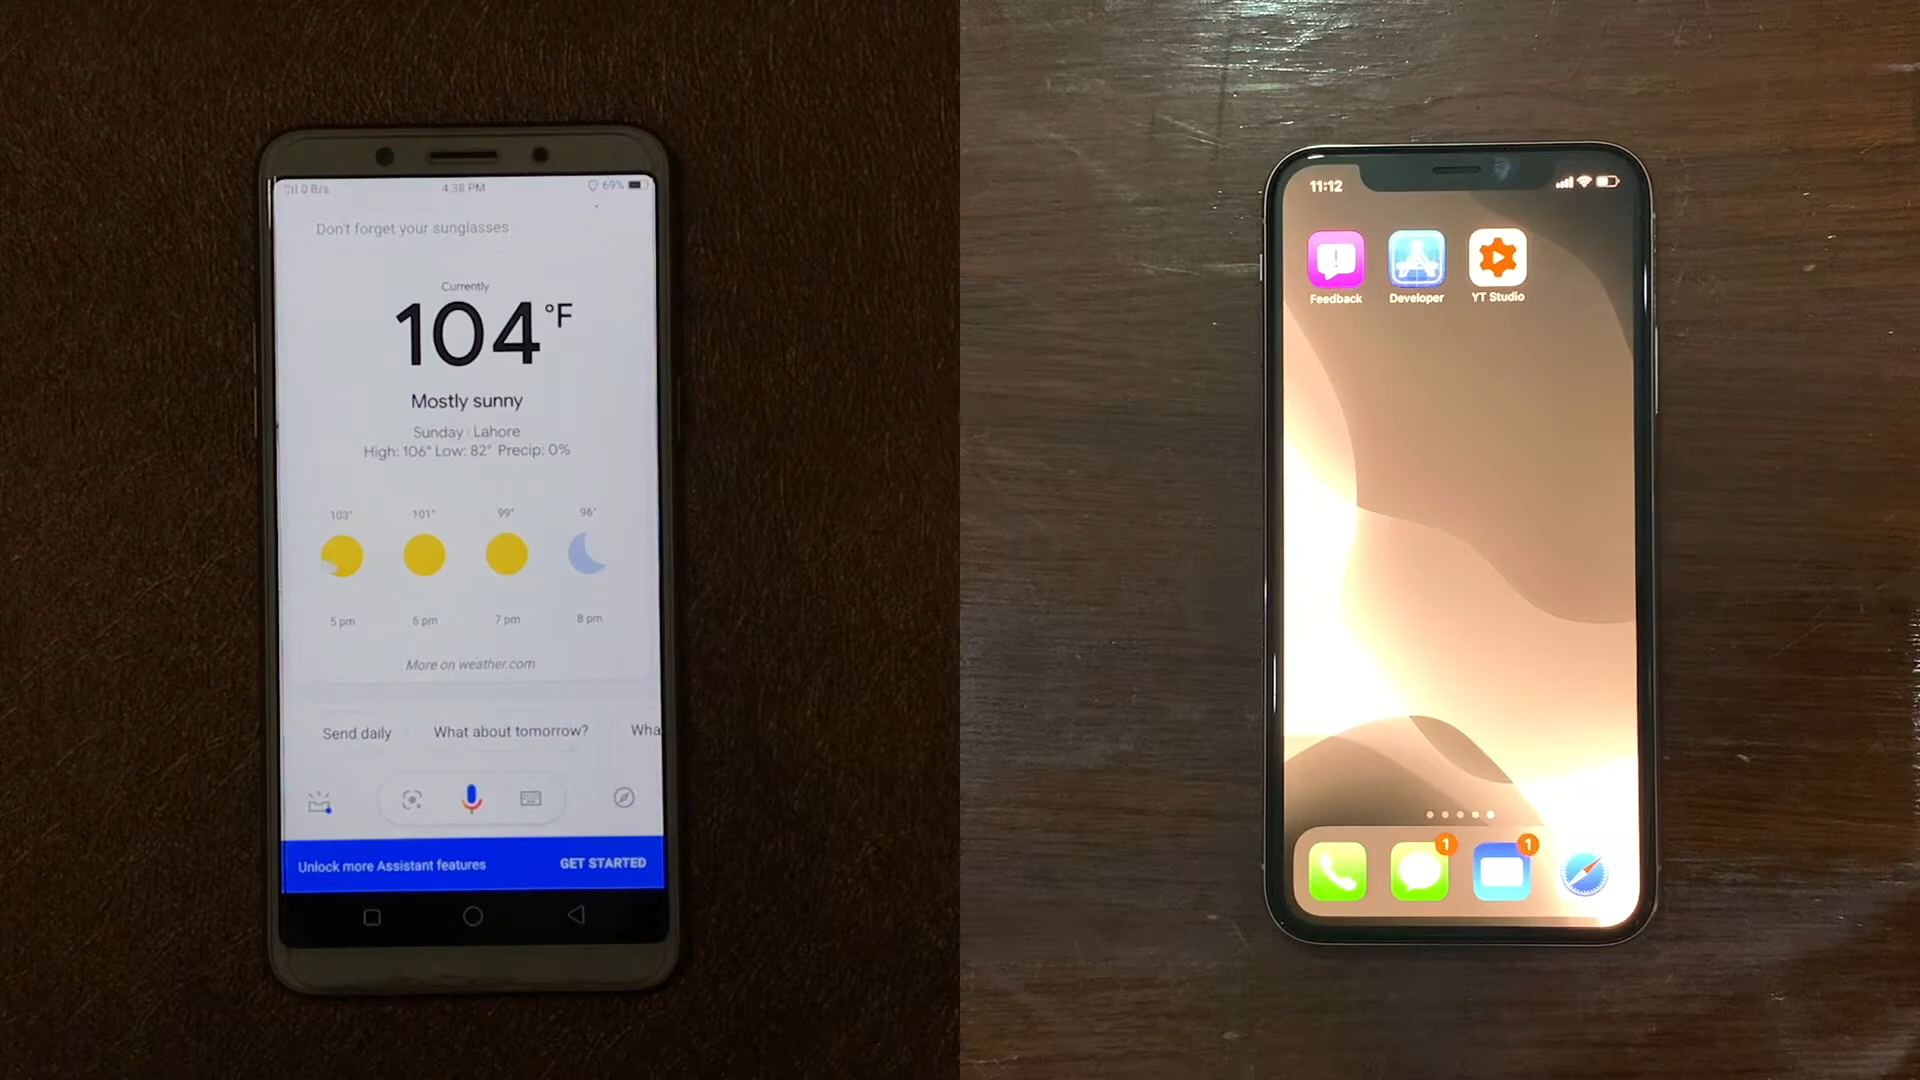 0 B/s
4:38 PM
69%
Don't forget your sunglasses
Currently
104°F
Mostly sunny
Sunday · Lahore
High: 106° Low: 82° Precip: 0%
103° 101° 99° 96°
5 pm 6 pm 7 pm 8 pm
More on weather.com
Send daily What about tomorrow? Wha
Unlock more Assistant features GET STARTED
11:12
Feedback Developer YT Studio
1 1